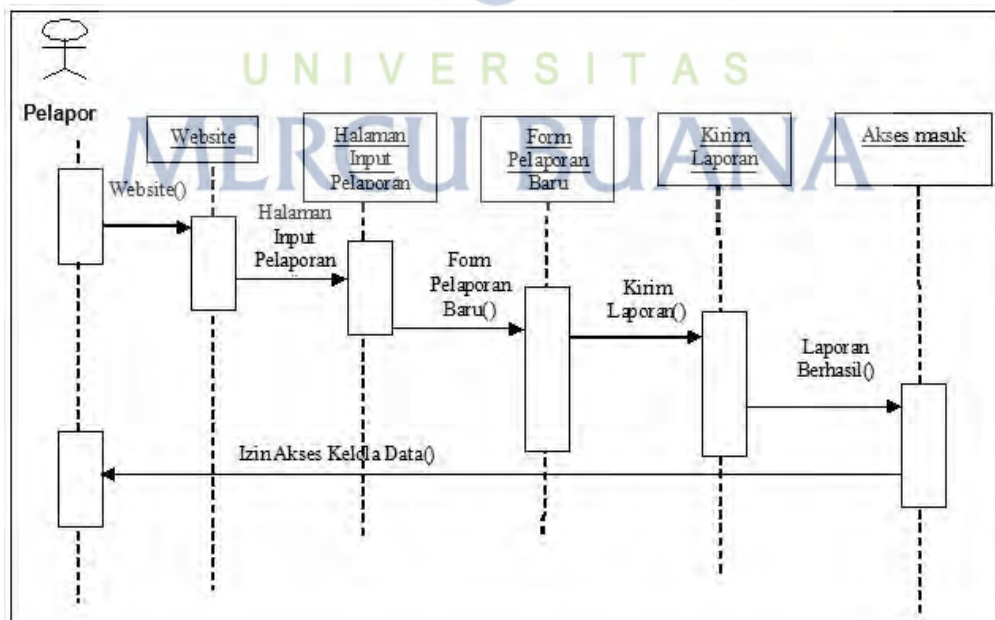 UNIVERSITAS
MERCU BUANA
Pelapor
Website
Halaman
Input
Pelaporan
Form
Pelaporan
Baru
Kirim
Laporan
Akses masuk
Website()
Halaman
Input
Pelaporan
Form
Pelaporan
Baru()
Kirim
Laporan()
Laporan
Berhasil()
Izin Akses Kelola Data()